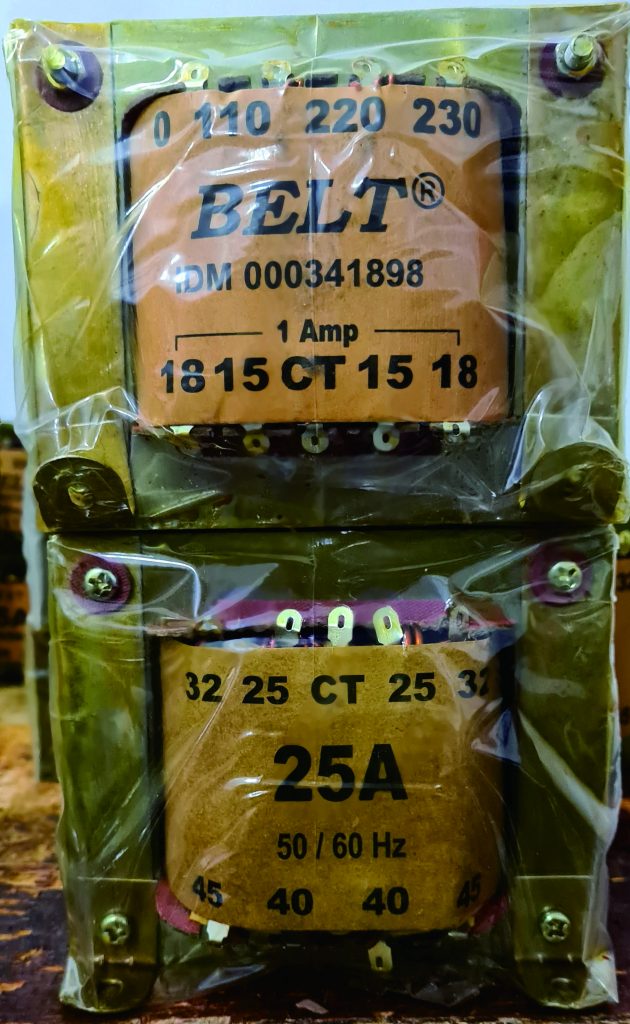 0 110 220 230
BELT®
IDM 000341898
1 Amp
18 15 CT 15 18
32 25 CT 25 32
25A
50 / 60 Hz
45 40 40 45